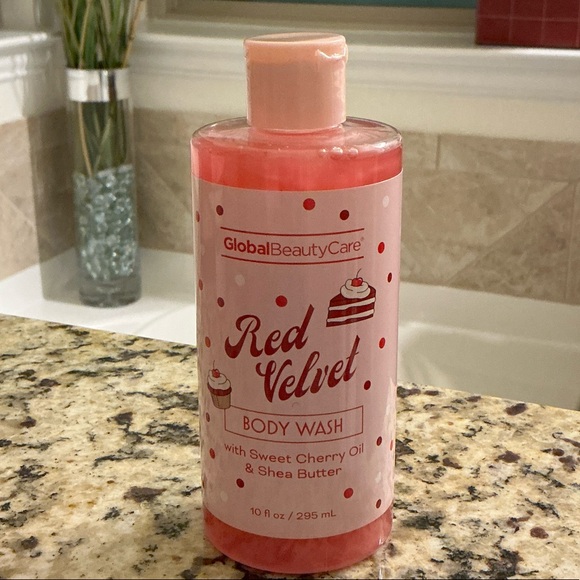 GlobalBeautyCare®
Red
Velvet
BODY WASH
with Sweet Cherry Oil
& Shea Butter
10 fl oz / 295 mL